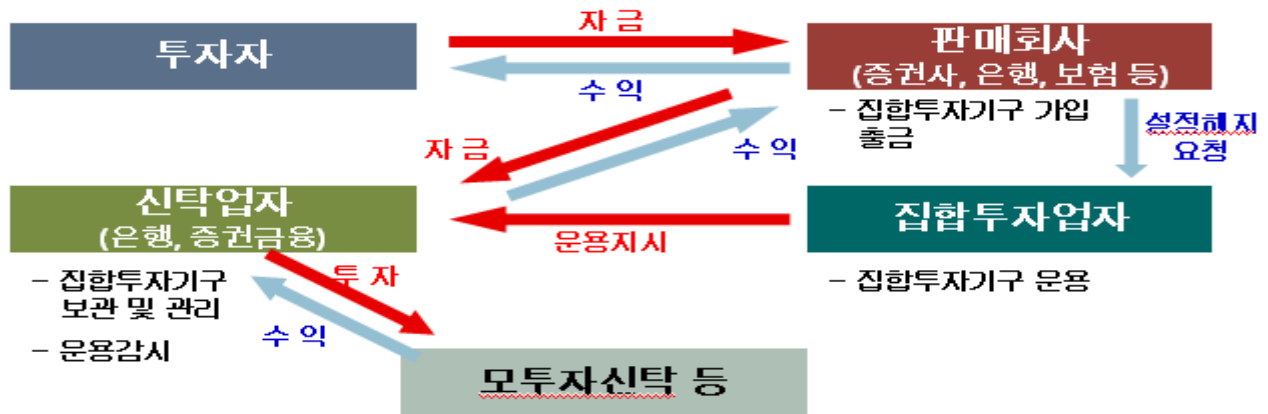 자 금
투자자
판매회사
(증권사, 은행, 보험 등)
수 익
– 집합투자기구 가입
출금
설정해지
요청
자 금
수 익
신탁업자
(은행, 증권금융)
집합투자업자
운용지시
– 집합투자기구
보관 및 관리
– 운용감시
투 자
– 집합투자기구 운용
수 익
모투자신탁 등